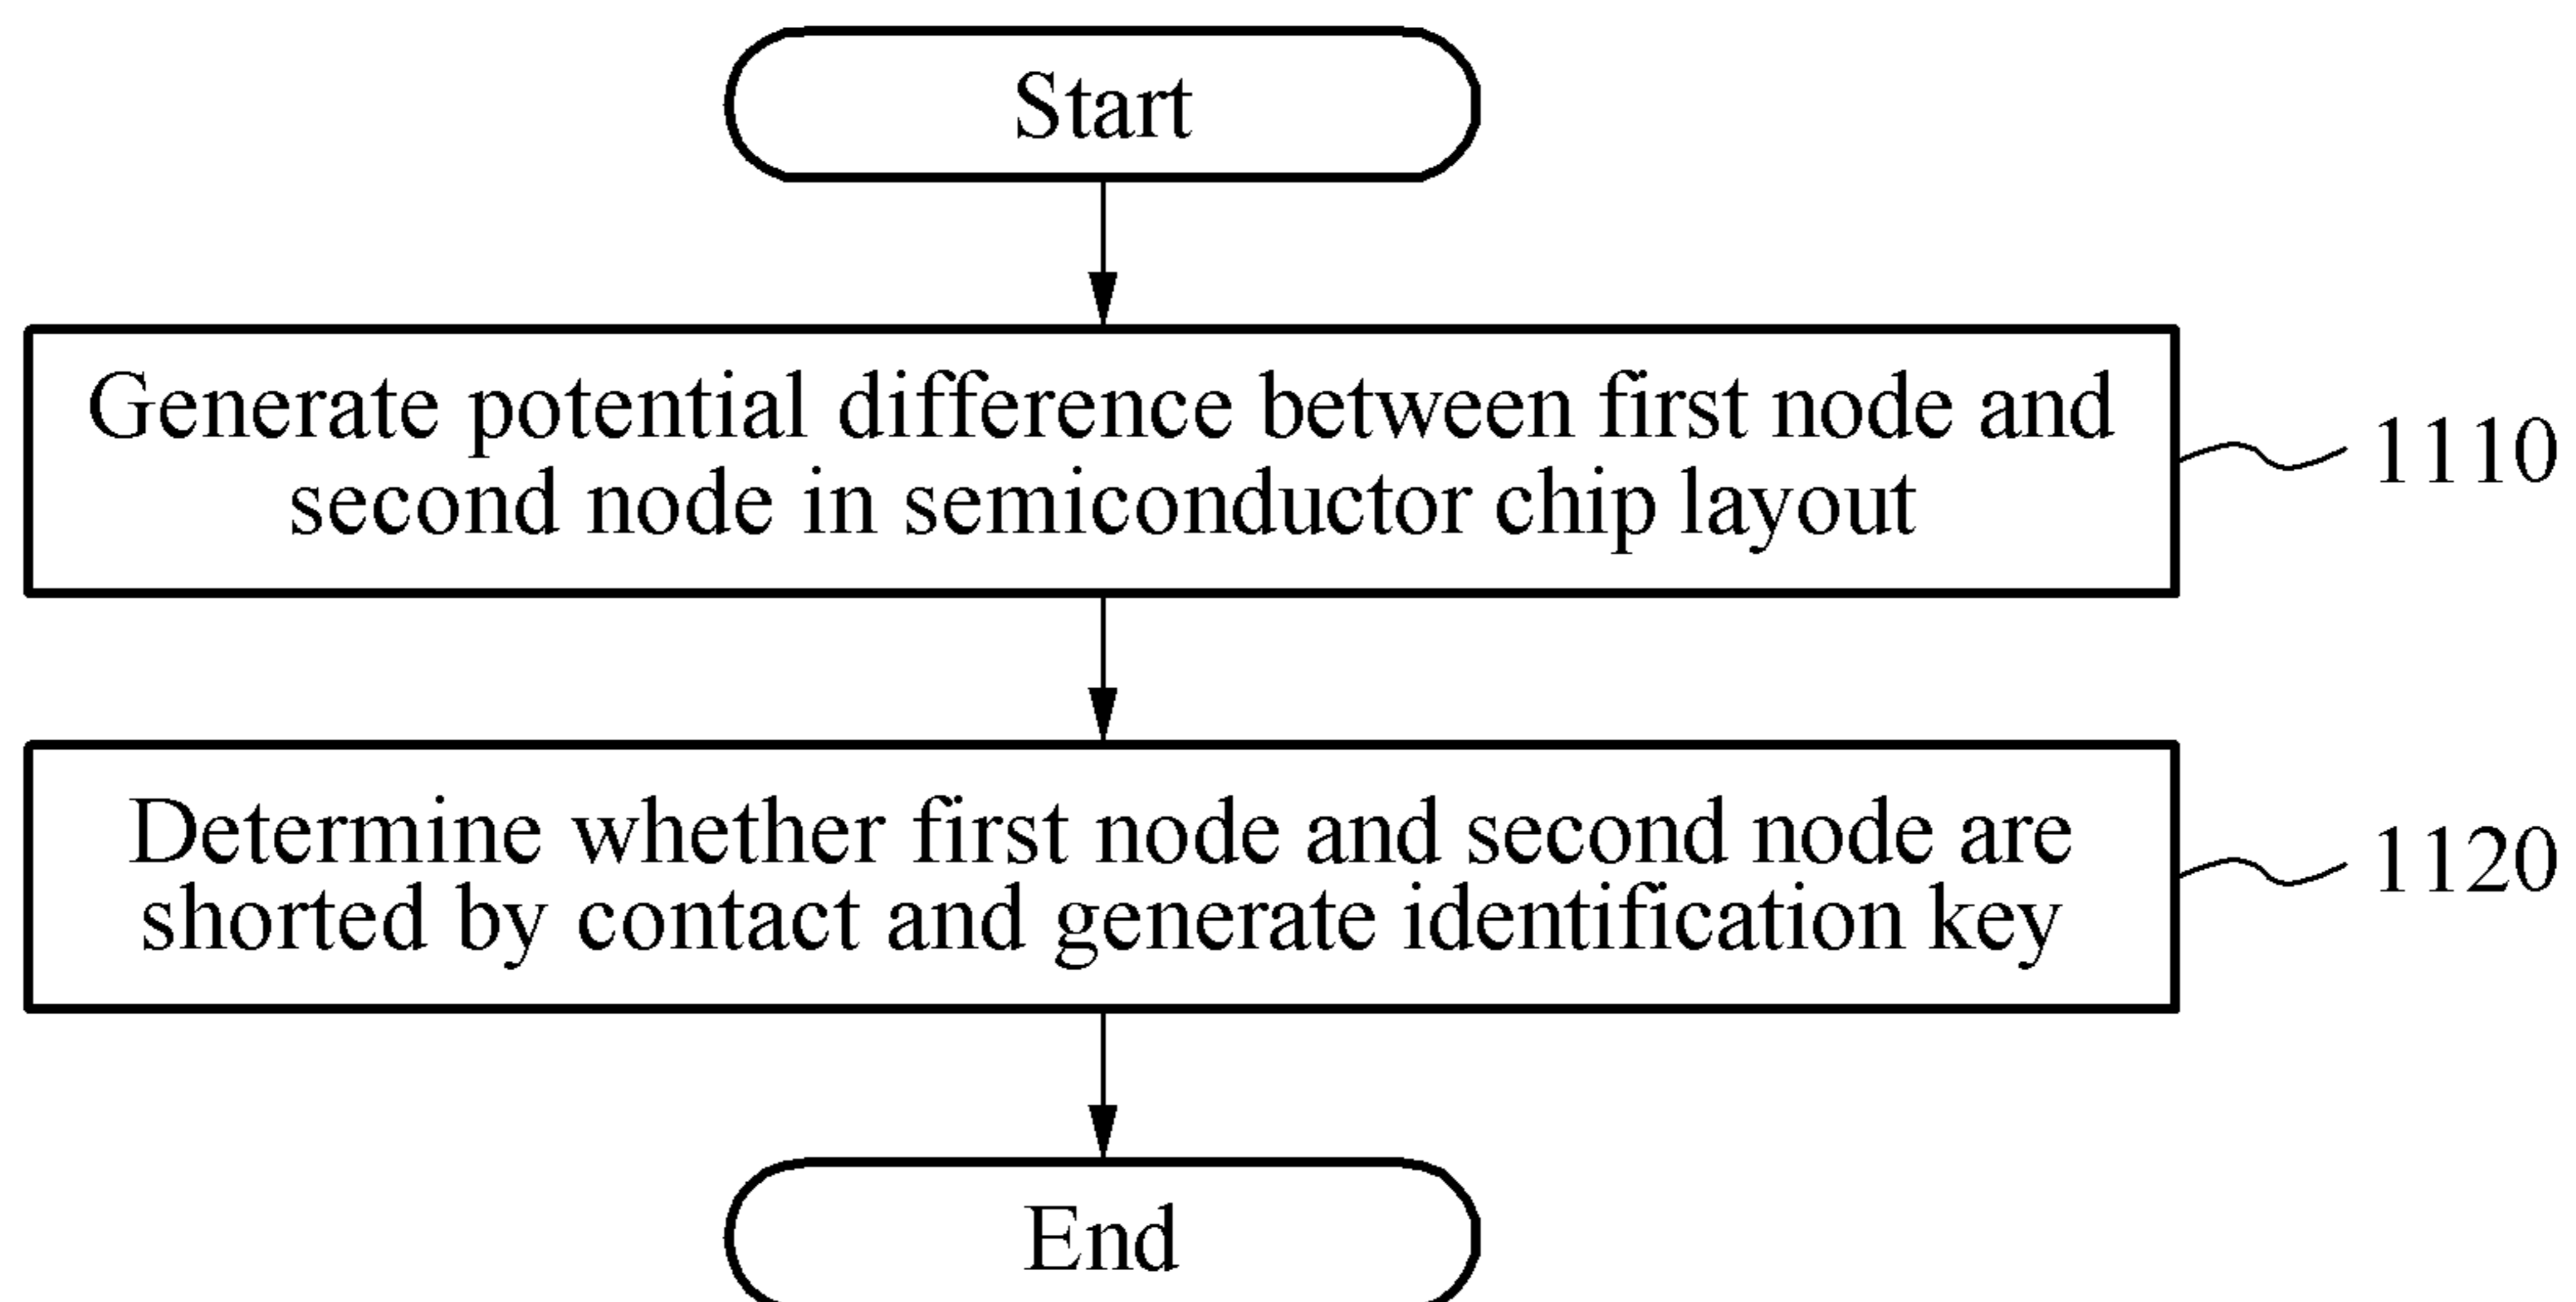 Start
Generate potential difference between first node and
second node in semiconductor chip layout
1110
Determine whether first node and second node are
shorted by contact and generate identification key
1120
End